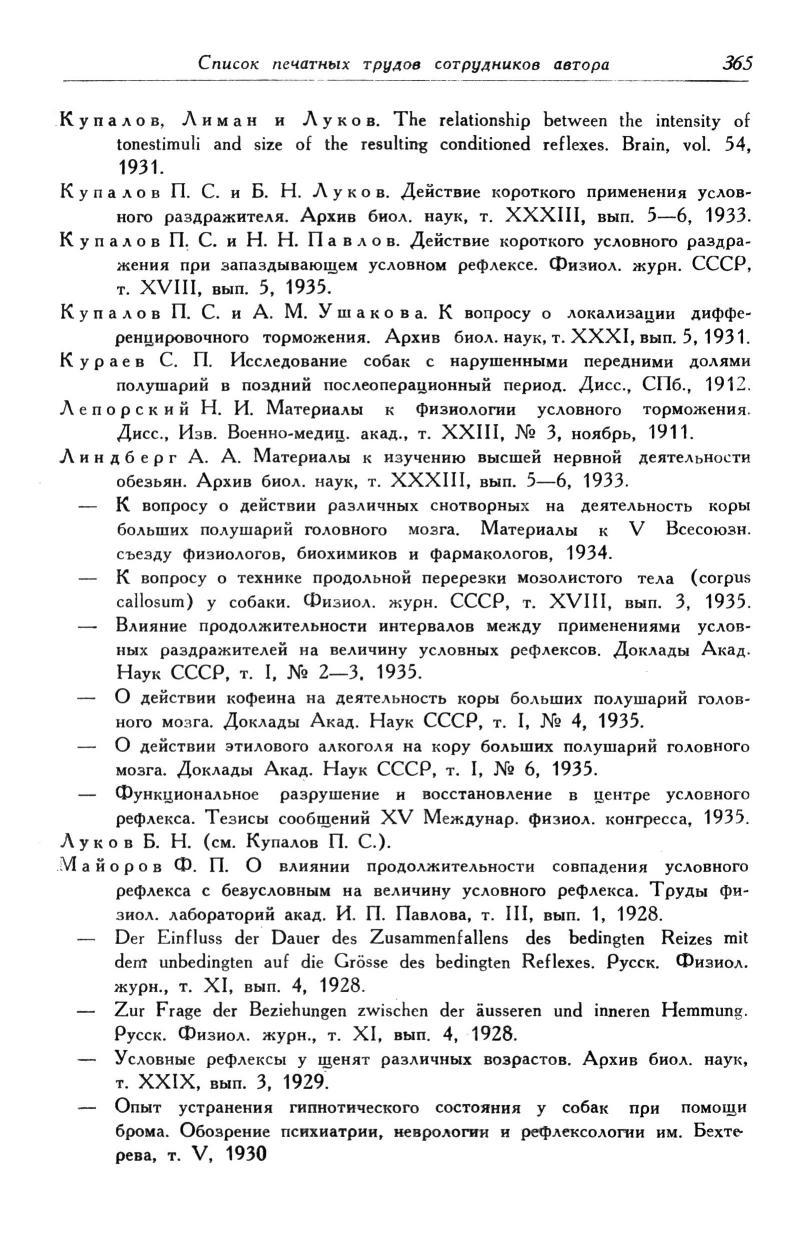 Список печатных трудов сотрудников автора 365
Купалов, Лиман и Луков. The relationship between the intensity of
tonestimuli and size of the resulting conditioned reflexes. Brain, vol. 54,
1931.
Купалов П. С. и Б. Н. Луков. Действие короткого применения услов-
ного раздражителя. Архив биол. наук, т. XXXIII, вып. 5—6, 1933.
Купалов П. С. и Н. Н. Павлов. Действие короткого условного раздра-
жения при запаздывающем условном рефлексе. Физиол. журн. СССР,
т. XVIII, вып. 5, 1935.
Купалов П. С. и А. М. Ушакова. К вопросу о локализации диффе-
ренцировочного торможения. Архив биол. наук, т. XXXI, вып. 5, 1931.
Кураев С. П. Исследование собак с нарушенными передними долями
полушарий в поздний послеоперационный период. Дисс., СПб., 1912.
Лепорский Н. И. Материалы к физиологии условного торможения.
Дисс., Изв. Военно-медиц. акад., т. XXIII, № 3, ноябрь, 1911.
Линдберг А. А. Материалы к изучению высшей нервной деятельности
обезьян. Архив биол. наук, т. XXXIII, вып. 5—6, 1933.
— К вопросу о действии различных снотворных на деятельность коры
больших полушарий головного мозга. Материалы к V Всесоюзн.
съезду физиологов, биохимиков и фармакологов, 1934.
— К вопросу о технике продольной перерезки мозолистого тела (corpus
callosum) у собаки. Физиол. журн. СССР, т. XVIII, вып. 3, 1935.
— Влияние продолжительности интервалов между применениями услов-
ных раздражителей на величину условных рефлексов. Доклады Акад.
Наук СССР, т. I, № 2—3, 1935.
— О действии кофеина на деятельность коры больших полушарий голов-
ного мозга. Доклады Акад. Наук СССР, т. I, № 4, 1935.
— О действии этилового алкоголя на кору больших полушарий головного
мозга. Доклады Акад. Наук СССР, т. I, № 6, 1935.
— Функциональное разрушение и восстановление в центре условного
рефлекса. Тезисы сообщений XV Междунар. физиол. конгресса, 1935.
Луков Б. Н. (см. Купалов П. С.).
Майоров Ф. П. О влиянии продолжительности совпадения условного
рефлекса с безусловным на величину условного рефлекса. Труды фи-
зиол. лабораторий акад. И. П. Павлова, т. III, вып. 1, 1928.
— Der Einfluss der Dauer des Zusammenfallens des bedingten Reizes mit
dem unbedingten auf die Grösse des bedingten Reflexes. Русск. Физиол.
журн., т. XI, вып. 4, 1928.
— Zur Frage der Beziehungen zwischen der äusseren und inneren Hemmung.
Русск. Физиол. журн., т. XI, вып. 4, 1928.
— Условные рефлексы у щенят различных возрастов. Архив биол. наук,
т. XXIX, вып. 3, 1929.
— Опыт устранения гипнотического состояния у собак при помощи
брома. Обозрение психиатрии, неврологии и рефлексологии им. Бехте-
рева, т. V, 1930